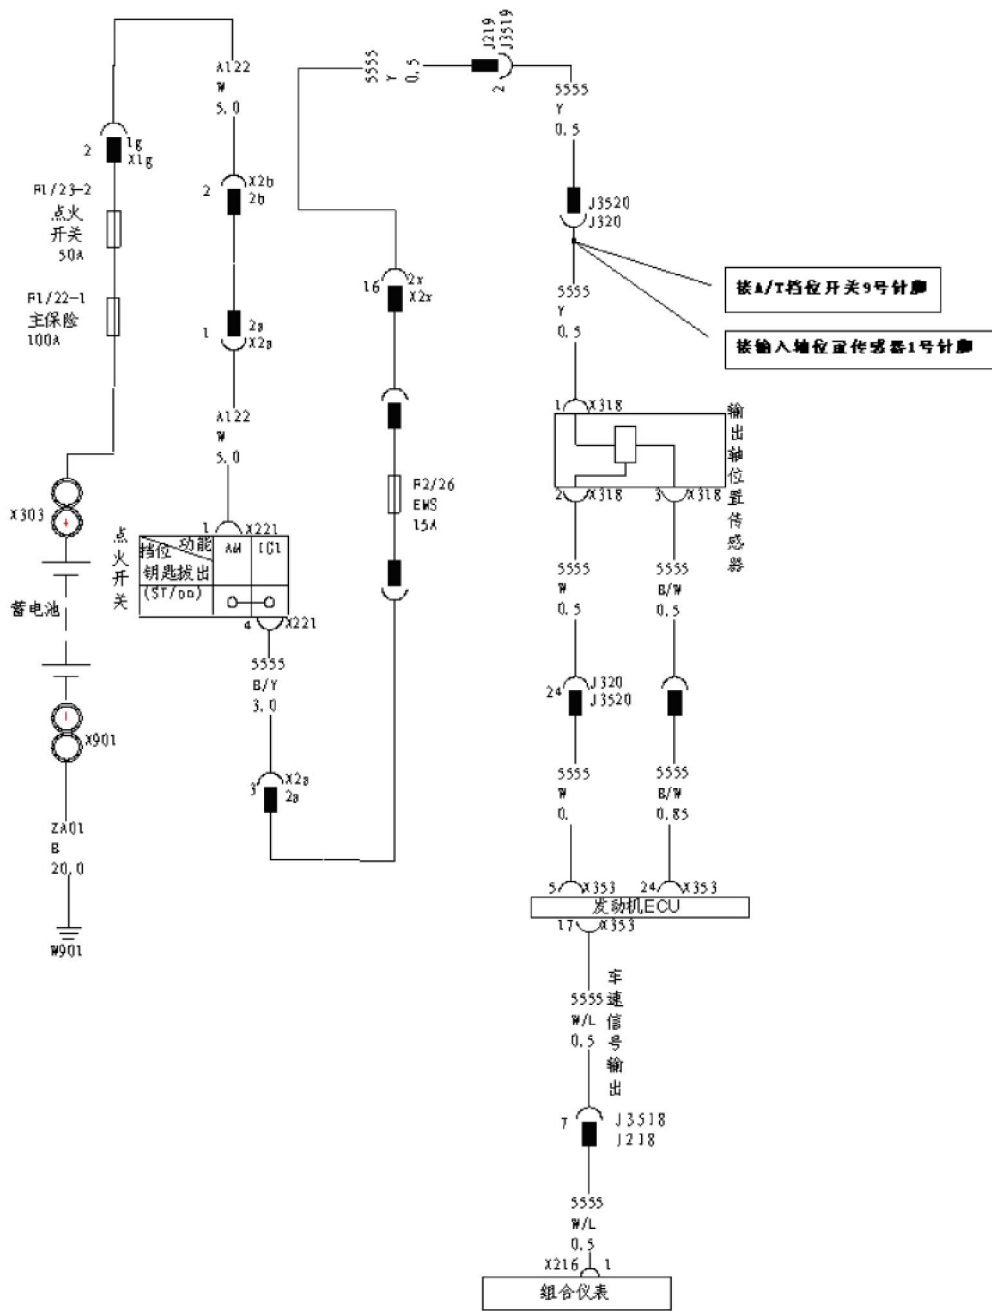 A122
W
5.0
2
1g
X1g
F1/23-2
点火
开关
50A
F1/22-1
主保险
100A
2
X2b
2b
1
2a
X2a
A122
W
5.0
X303
+
蓄电池
X901
ZA01
B
20.0
W901
点火开关
1
X221
挡位
功能
AM
IG1
钥匙拔出
(ST/on)
4
X221
5555
B/Y
3.0
3
X2a
2a
5555
Y
0.5
J219
J3519
2
5555
Y
0.5
16
2x
X2x
F2/26
EMS
15A
J3520
J320
接A/T挡位开关9号针脚
接输入轴位置传感器1号针脚
5555
Y
0.5
1
X318
输出轴位置传感器
2
X318
3
X318
5555
W
0.5
5555
B/W
0.5
24
J320
J3520
5555
W
0.
5555
B/W
0.85
5
X353
24
X353
发动机ECU
17
X353
5555
W/L
0.5
车速信号输出
7
J3518
J218
5555
W/L
0.5
X216
1
组合仪表